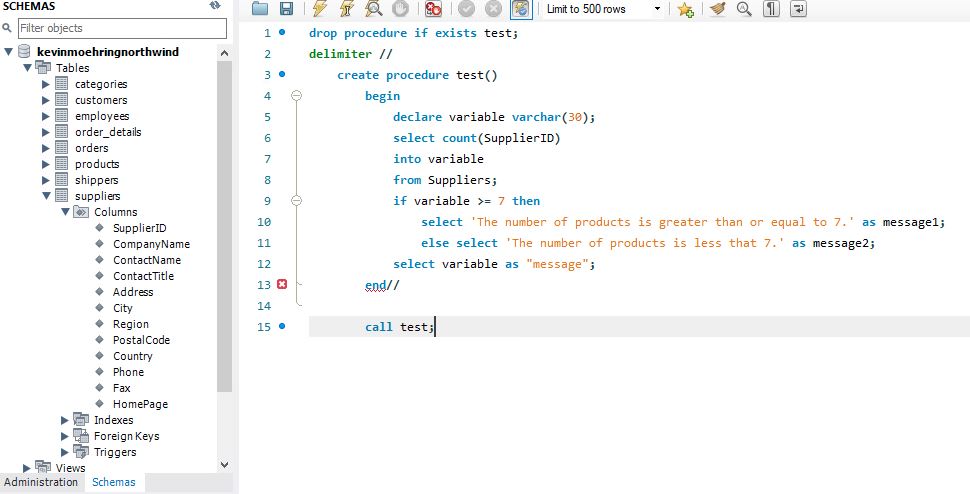 SCHEMAS
Filter objects
kevinmoehringnorthwind
Tables
categories
customers
employees
order_details
orders
products
shippers
suppliers
Columns
SupplierID
CompanyName
ContactName
ContactTitle
Address
City
Region
PostalCode
Country
Phone
Fax
HomePage
Indexes
Foreign Keys
Triggers
Views
Administration Schemas
Limit to 500 rows
1 drop procedure if exists test;
2 delimiter //
3 create procedure test()
4 begin
5 declare variable varchar(30);
6 select count(SupplierID)
7 into variable
8 from Suppliers;
9 if variable >= 7 then
10 select 'The number of products is greater than or equal to 7.' as message1;
11 else select 'The number of products is less that 7.' as message2;
12 select variable as "message";
13 end//
14
15 call test;